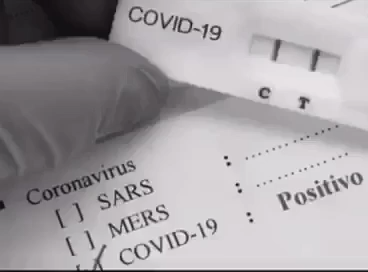 COVID-19
C T
Coronavirus :..............
[ ] SARS :..............
[ ] MERS : Positivo
[/] COVID-19